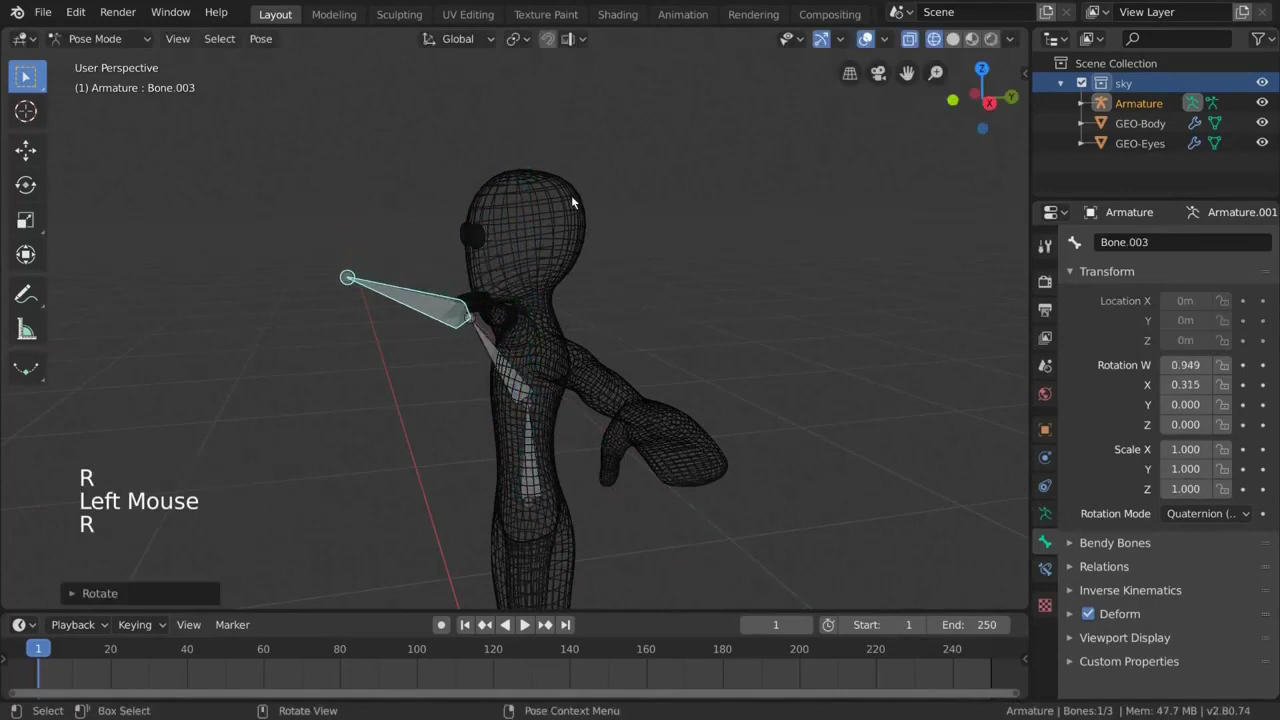 File Edit Render Window Help Layout Modeling Sculpting UV Editing Texture Paint Shading Animation Rendering Compositing Scene View Layer
Pose Mode View Select Pose Global
User Perspective
(1) Armature : Bone.003
Z
Y
X
R
Left Mouse
R
Rotate
Scene Collection
sky
Armature
GEO-Body
GEO-Eyes
Armature Armature.001
Bone.003
Transform
Location X 0m
Y 0m
Z 0m
Rotation W 0.949
X 0.315
Y 0.000
Z 0.000
Scale X 1.000
Y 1.000
Z 1.000
Rotation Mode Quaternion (..
Bendy Bones
Relations
Inverse Kinematics
Deform
Viewport Display
Custom Properties
Playback Keying View Marker 1 Start: 1 End: 250
1 20 40 60 80 100 120 140 160 180 200 220 240
Select Box Select Rotate View Pose Context Menu Armature | Bones:1/3 | Mem: 47.7 MB | v2.80.74